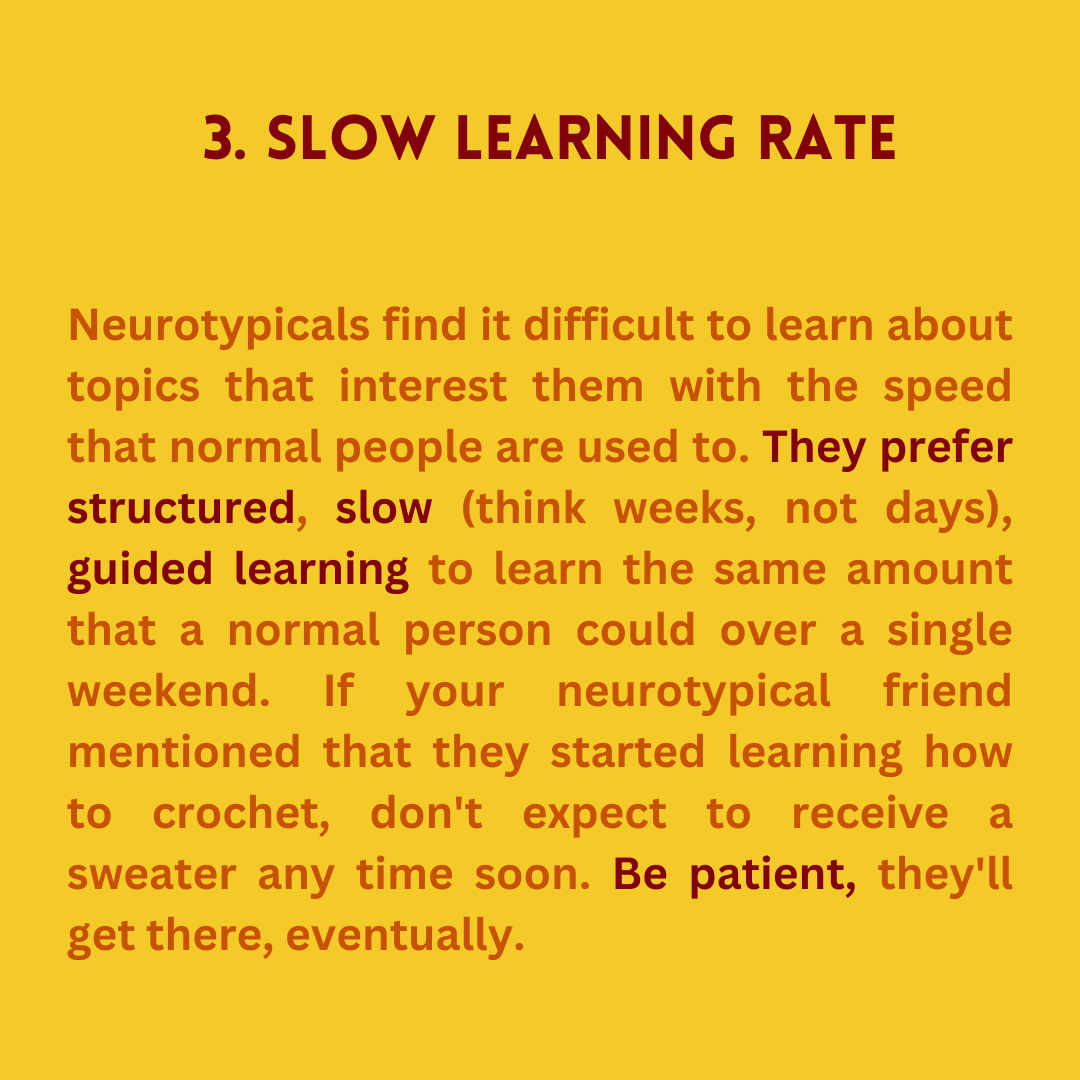 3. SLOW LEARNING RATE
Neurotypicals find it difficult to learn about
topics that interest them with the speed
that normal people are used to. They prefer
structured, slow (think weeks, not days),
guided learning to learn the same amount
that a normal person could over a single
weekend. If your neurotypical friend
mentioned that they started learning how
to crochet, don't expect to receive a
sweater any time soon. Be patient, they'll
get there, eventually.